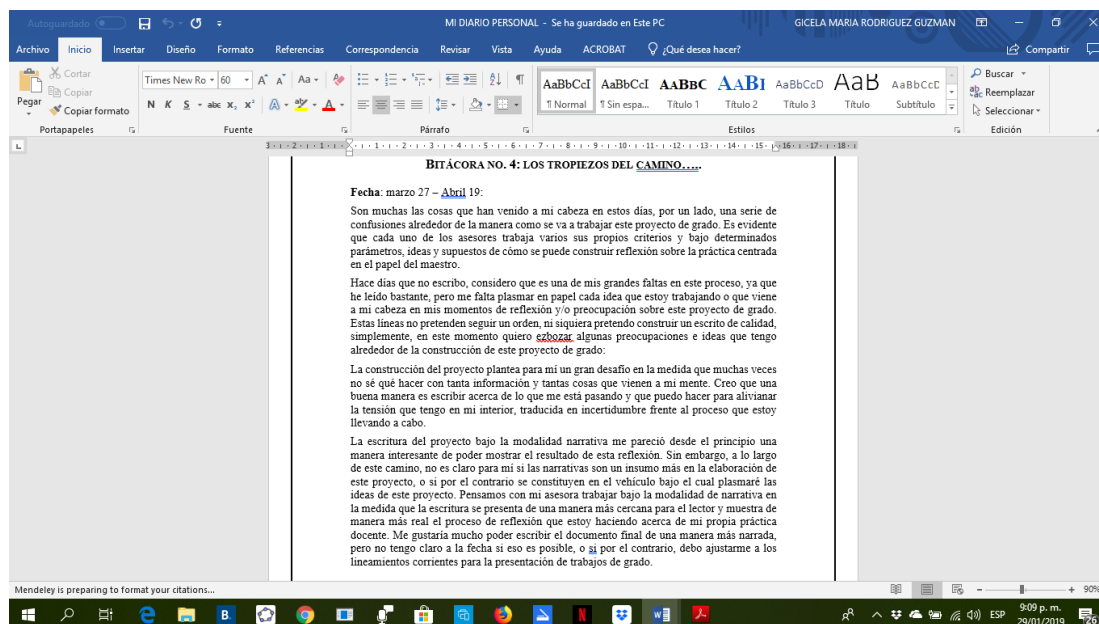 Autoguardado
MI DIARIO PERSONAL - Se ha guardado en Este PC
GICELA MARIA RODRIGUEZ GUZMAN
Archivo Inicio Insertar Diseño Formato Referencias Correspondencia Revisar Vista Ayuda ACROBAT ¿Qué desea hacer? Compartir
Pegar
Cortar
Copiar
Copiar formato
Portapapeles
Times New Ro 60
N K S abc x₂ x²
Fuente
Párrafo
AaBbCcI AaBbCcI AABBC AABI AaBbCcD AaB AaBbCcD
¶ Normal ¶ Sin espa... Título 1 Título 2 Título 3 Título Subtítulo
Estilos
Buscar
Reemplazar
Seleccionar
Edición
BITÁCORA NO. 4: LOS TROPIEZOS DEL CAMINO…..
Fecha: marzo 27 – Abril 19:
Son muchas las cosas que han venido a mi cabeza en estos días, por un lado, una serie de
confusiones alrededor de la manera como se va a trabajar este proyecto de grado. Es evidente
que cada uno de los asesores trabaja varios sus propios criterios y bajo determinados
parámetros, ideas y supuestos de cómo se puede construir reflexión sobre la práctica centrada
en el papel del maestro.
Hace días que no escribo, considero que es una de mis grandes faltas en este proceso, ya que
he leído bastante, pero me falta plasmar en papel cada idea que estoy trabajando o que viene
a mi cabeza en mis momentos de reflexión y/o preocupación sobre este proyecto de grado.
Estas líneas no pretenden seguir un orden, ni siquiera pretendo construir un escrito de calidad,
simplemente, en este momento quiero ezbozar algunas preocupaciones e ideas que tengo
alrededor de la construcción de este proyecto de grado:
La construcción del proyecto plantea para mí un gran desafío en la medida que muchas veces
no sé qué hacer con tanta información y tantas cosas que vienen a mi mente. Creo que una
buena manera es escribir acerca de lo que me está pasando y que puedo hacer para alivianar
la tensión que tengo en mi interior, traducida en incertidumbre frente al proceso que estoy
llevando a cabo.
La escritura del proyecto bajo la modalidad narrativa me pareció desde el principio una
manera interesante de poder mostrar el resultado de esta reflexión. Sin embargo, a lo largo
de este camino, no es claro para mí si las narrativas son un insumo más en la elaboración de
este proyecto, o si por el contrario se constituyen en el vehículo bajo el cual plasmaré las
ideas de este proyecto. Pensamos con mi asesora trabajar bajo la modalidad de narrativa en
la medida que la escritura se presenta de una manera más cercana para el lector y muestra de
manera más real el proceso de reflexión que estoy haciendo acerca de mi propia práctica
docente. Me gustaría mucho poder escribir el documento final de una manera más narrada,
pero no tengo claro a la fecha si eso es posible, o si por el contrario, debo ajustarme a los
lineamientos corrientes para la presentación de trabajos de grado.
Mendeley is preparing to format your citations...
90%
ESP
9:09 p. m.
29/01/2019
26